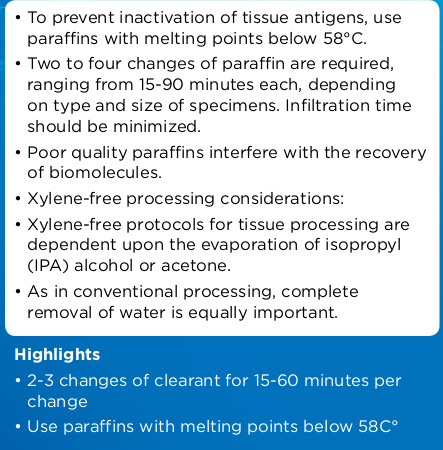 • To prevent inactivation of tissue antigens, use
paraffins with melting points below 58°C.
• Two to four changes of paraffin are required,
ranging from 15-90 minutes each, depending
on type and size of specimens. Infiltration time
should be minimized.
• Poor quality paraffins interfere with the recovery
of biomolecules.
• Xylene-free processing considerations:
• Xylene-free protocols for tissue processing are
dependent upon the evaporation of isopropyl
(IPA) alcohol or acetone.
• As in conventional processing, complete
removal of water is equally important.
Highlights
• 2-3 changes of clearant for 15-60 minutes per
change
• Use paraffins with melting points below 58C°